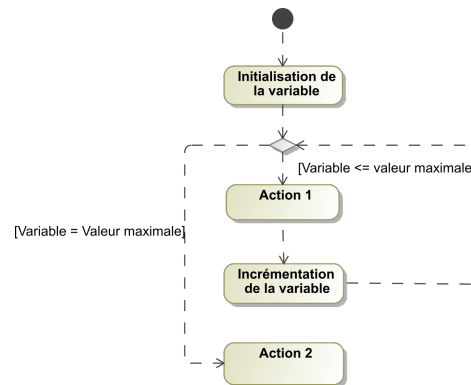 Initialisation de
la variable
[Variable <= valeur maximale
Action 1
[Variable = Valeur maximale]
Incrémentation
de la variable
Action 2